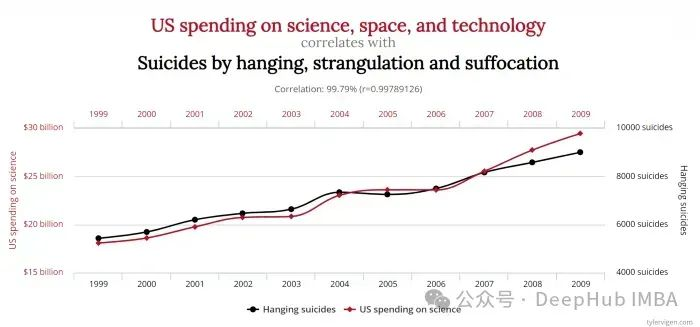 US spending on science, space, and technology
correlates with
Suicides by hanging, strangulation and suffocation
Correlation: 99.79% (r=0.99789126)
1999 2000 2001 2002 2003 2004 2005 2006 2007 2008 2009
$30 billion 10000 suicides
$25 billion 8000 suicides
$20 billion 6000 suicides
$15 billion 4000 suicides
US spending on science
Hanging suicides
1999 2000 2001 2002 2003 2004 2005 2006 2007 2008 2009
Hanging suicides US spending on science
公众号 · DeepHub IMBA
tylervigen.com